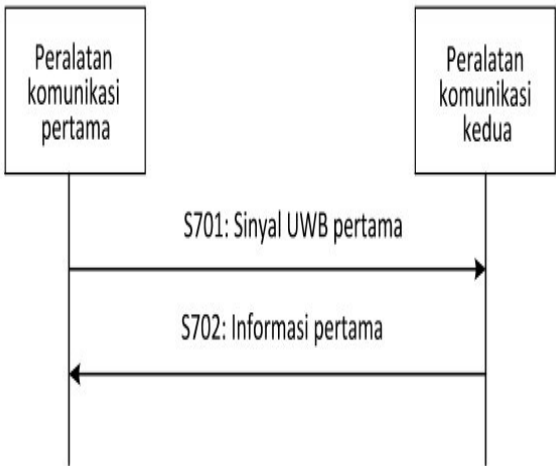 Peralatan
komunikasi
pertama
Peralatan
komunikasi
kedua
S701: Sinyal UWB pertama
S702: Informasi pertama